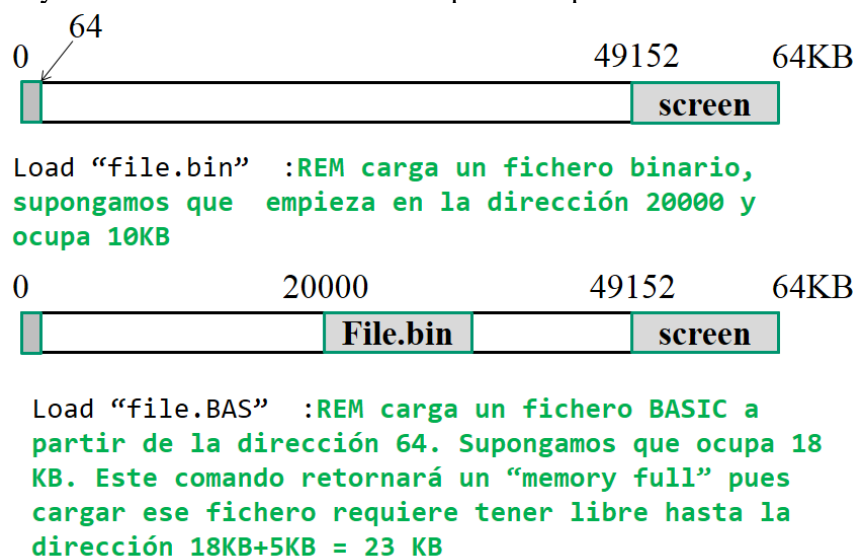 64
0 49152 64KB
screen
Load “file.bin” :REM carga un fichero binario,
supongamos que empieza en la dirección 20000 y
ocupa 10KB
0 20000 49152 64KB
File.bin screen
Load “file.BAS” :REM carga un fichero BASIC a
partir de la dirección 64. Supongamos que ocupa 18
KB. Este comando retornará un “memory full” pues
cargar ese fichero requiere tener libre hasta la
dirección 18KB+5KB = 23 KB